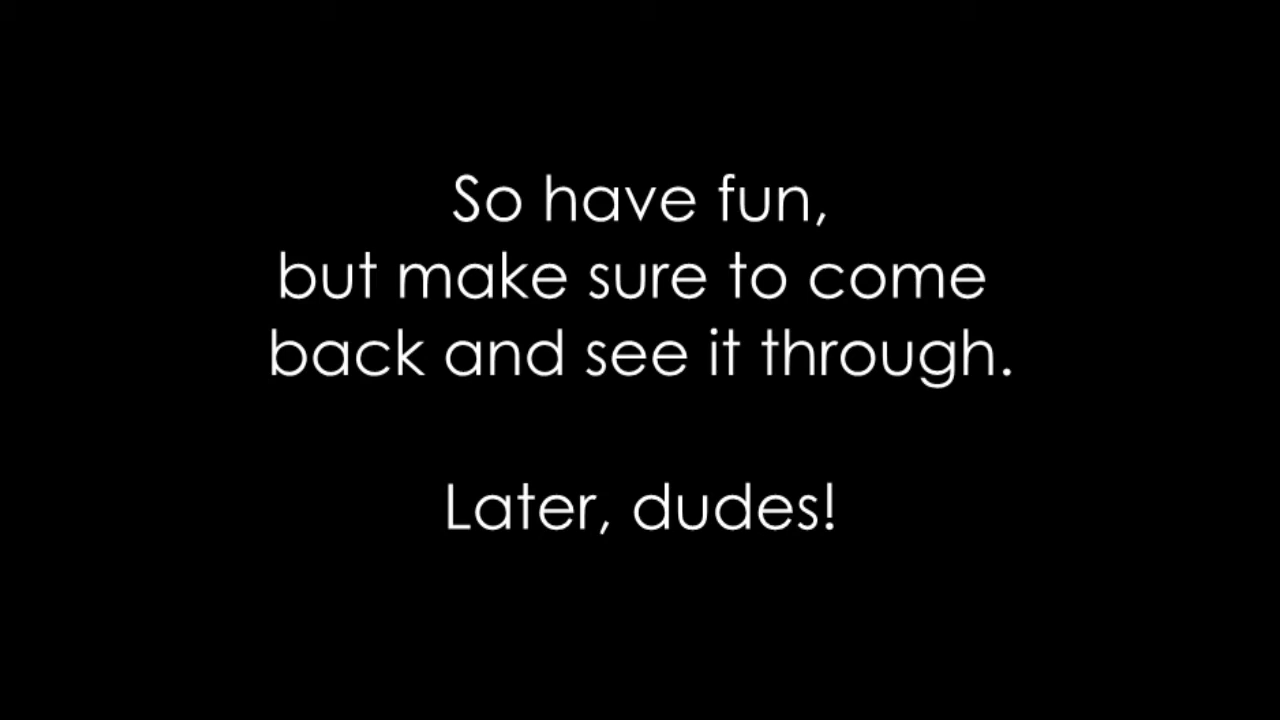 So have fun,
but make sure to come
back and see it through.
Later, dudes!